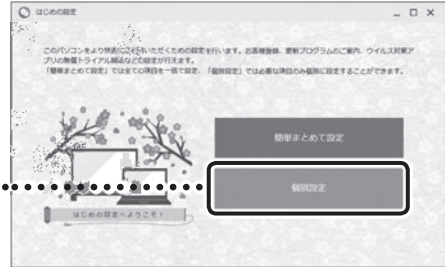 はじめの設定
このパソコンをより快適にご使用いただくための設定を行います。お客様登録、更新プログラムのご案内、ウイルス対策ア
プリの無償トライアル開始などの設定が行えます。
「簡単まとめて設定」では全ての項目を一括で設定、「個別設定」では必要な項目のみ個別に設定することができます。
簡単まとめて設定
個別設定
はじめの設定へようこそ！